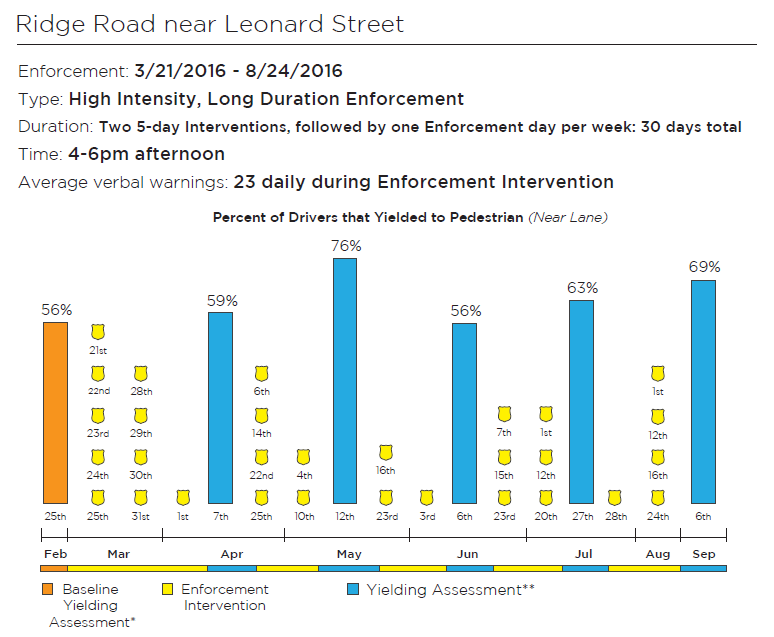 Ridge Road near Leonard Street
Enforcement: 3/21/2016 - 8/24/2016
Type: High Intensity, Long Duration Enforcement
Duration: Two 5-day Interventions, followed by one Enforcement day per week: 30 days total
Time: 4-6pm afternoon
Average verbal warnings: 23 daily during Enforcement Intervention
Percent of Drivers that Yielded to Pedestrian (Near Lane)
76%
69%
63%
59%
56% 56%
21st
22nd 28th 6th 1st
23rd 29th 14th 7th 1st 12th
24th 30th 22nd 4th 16th 15th 12th 16th
25th 25th 31st 1st 7th 25th 10th 12th 23rd 3rd 6th 23rd 20th 27th 28th 24th 6th
Feb Mar Apr May Jun Jul Aug Sep
Baseline Yielding Assessment*
Enforcement Intervention
Yielding Assessment**